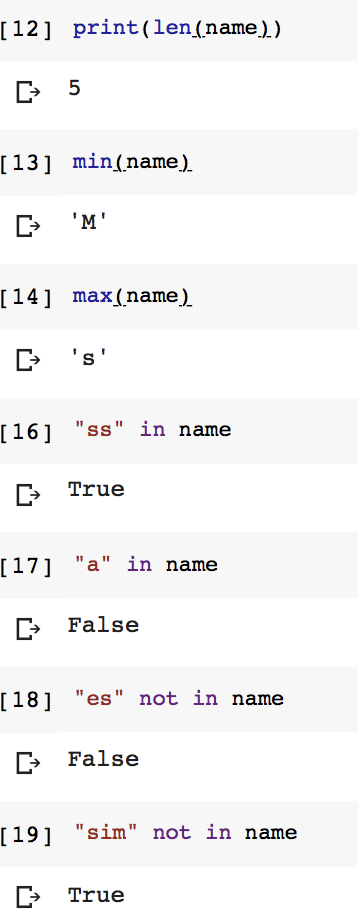 [12] print(len(name))
5
[13] min(name)
'M'
[14] max(name)
's'
[16] "ss" in name
True
[17] "a" in name
False
[18] "es" not in name
False
[19] "sim" not in name
True